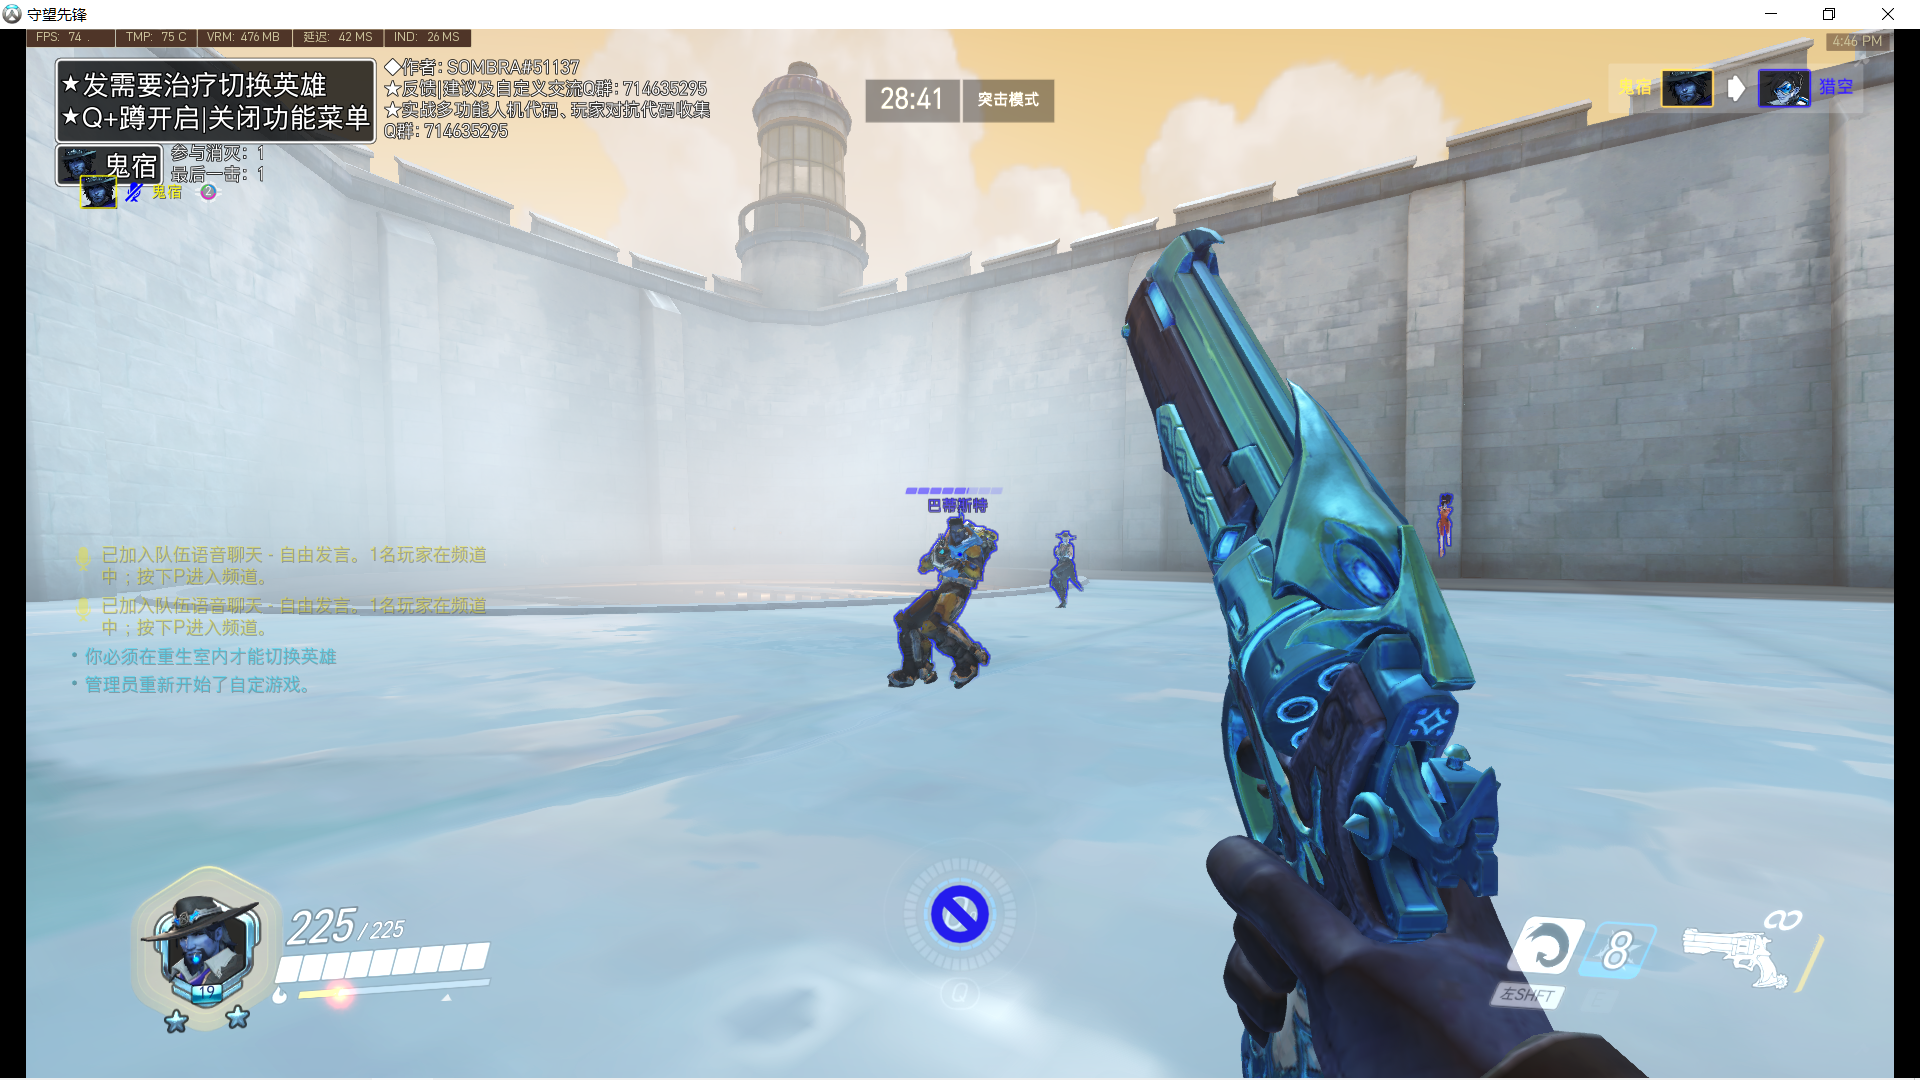 守望先锋
FPS: 74 .
TMP: 75 C
VRM: 476 MB
延迟: 42 MS
IND: 26 MS
4:46 PM
★发需要治疗切换英雄
★Q+蹲开启|关闭功能菜单
◆作者: SOMBRA#51137
★反馈|建议及自定义交流Q群: 714635295
★实战多功能人机代码、玩家对抗代码收集
Q群: 714635295
28:41
突击模式
鬼宿
猎空
鬼宿
参与消灭: 1
最后一击: 1
鬼宿
2
巴蒂斯特
已加入队伍语音聊天 - 自由发言。1名玩家在频道
中；按下P进入频道。
已加入队伍语音聊天 - 自由发言。1名玩家在频道
中；按下P进入频道。
• 你必须在重生室内才能切换英雄
• 管理员重新开始了自定游戏。
225/225
19
Q
8
左SHFT
E